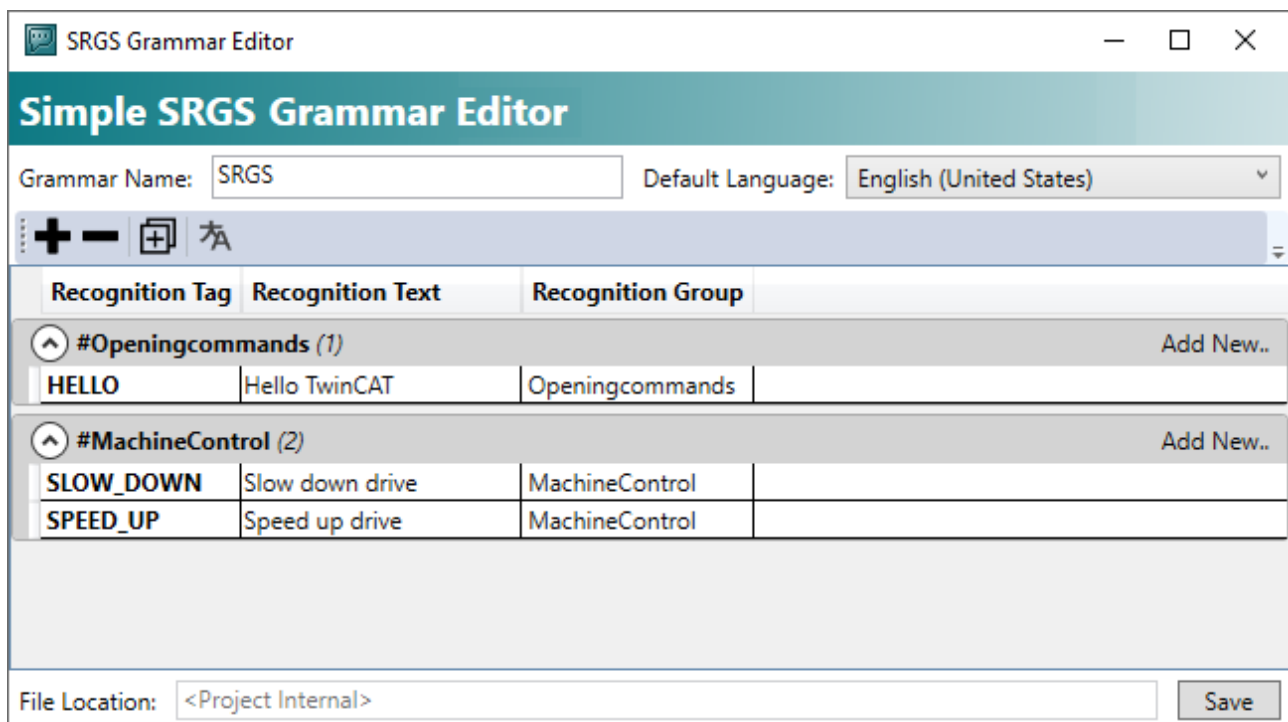 SRGS Grammar Editor
Simple SRGS Grammar Editor
Grammar Name: SRGS Default Language: English (United States)
Recognition Tag Recognition Text Recognition Group
#Openingcommands (1) Add New..
HELLO Hello TwinCAT Openingcommands
#MachineControl (2) Add New..
SLOW_DOWN Slow down drive MachineControl
SPEED_UP Speed up drive MachineControl
File Location: <Project Internal> Save